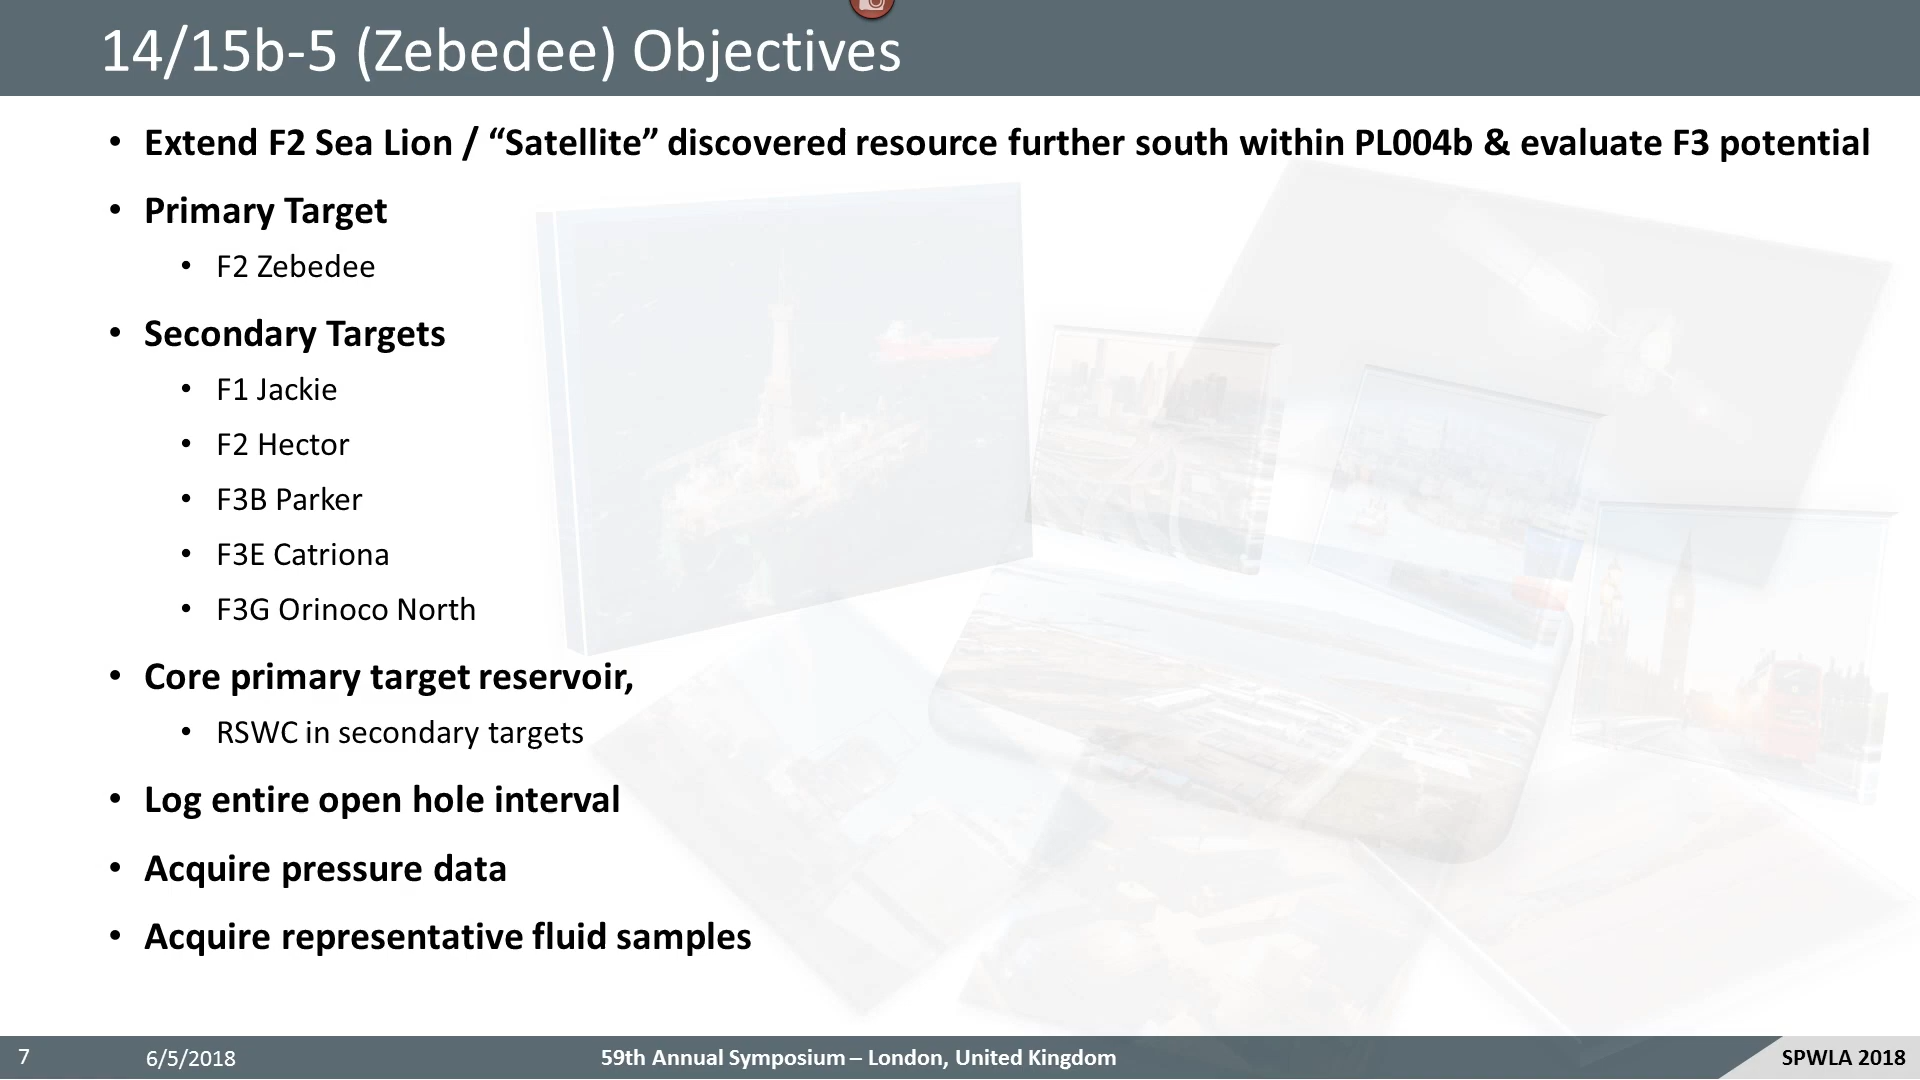 14/15b-5 (Zebedee) Objectives
• Extend F2 Sea Lion / “Satellite” discovered resource further south within PL004b & evaluate F3 potential
• Primary Target
• F2 Zebedee
• Secondary Targets
• F1 Jackie
• F2 Hector
• F3B Parker
• F3E Catriona
• F3G Orinoco North
• Core primary target reservoir,
• RSWC in secondary targets
• Log entire open hole interval
• Acquire pressure data
• Acquire representative fluid samples
7 6/5/2018 59th Annual Symposium – London, United Kingdom SPWLA 2018